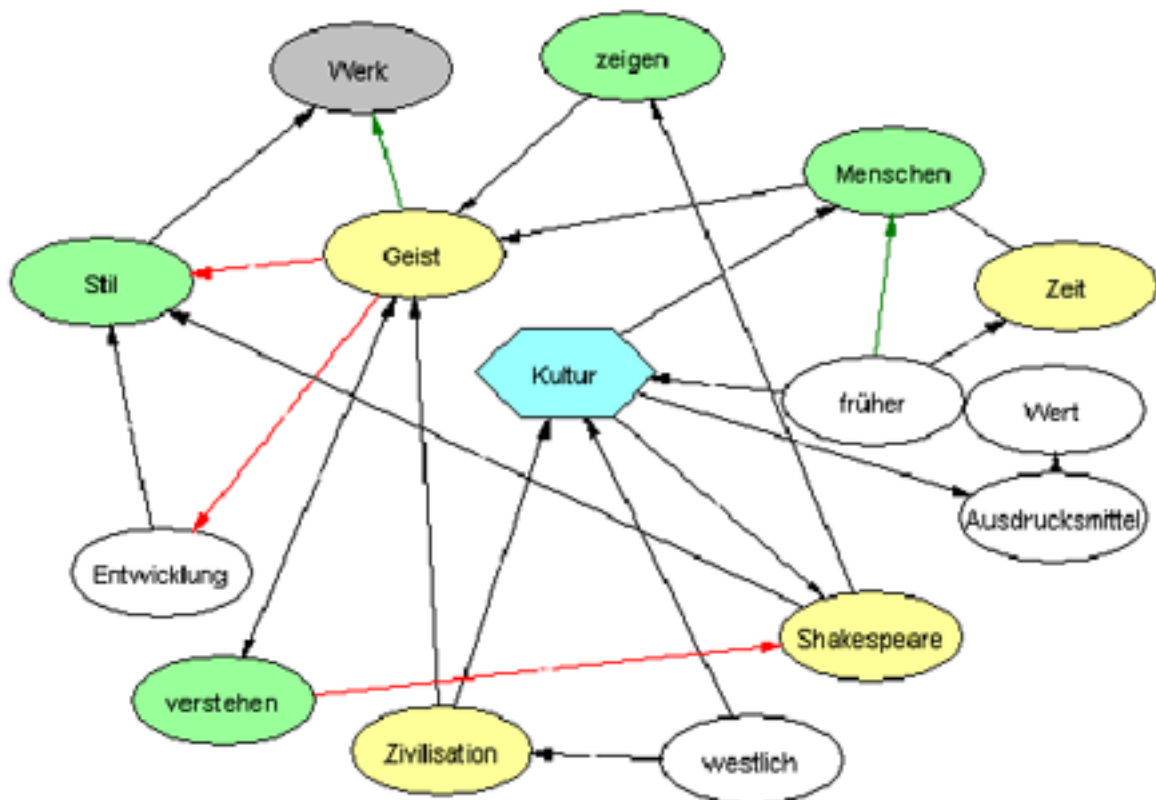 zeigen
Werk
Menschen
Geist
Stil
Zeit
Kultur
früher
Wert
Ausdrucksmittel
Entwicklung
Shakespeare
verstehen
Zivilisation
westlich